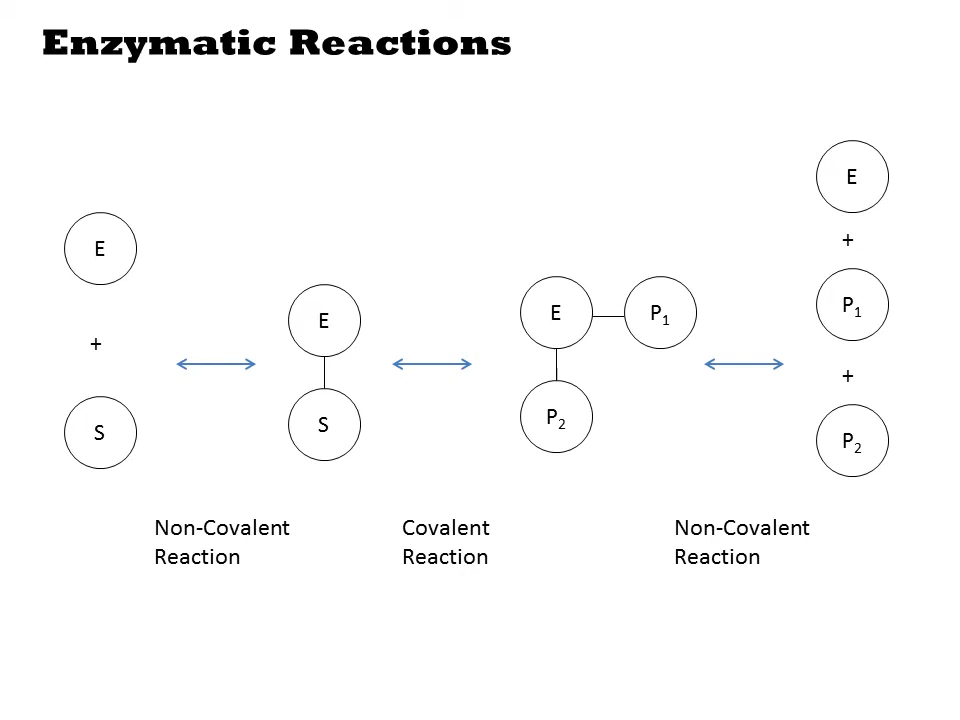 Enzymatic Reactions
E
+
S
E
S
E
P₁
P₂
E
+
P₁
+
P₂
Non-Covalent
Reaction
Covalent
Reaction
Non-Covalent
Reaction